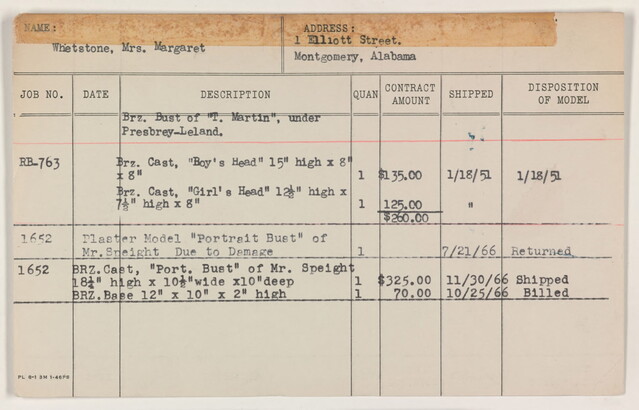 NAME:
Whetstone, Mrs. Margaret
ADDRESS:
1 Elliott Street.
Montgomery, Alabama
JOB NO. DATE DESCRIPTION QUAN CONTRACT AMOUNT SHIPPED DISPOSITION OF MODEL
Brz. Bust of "T. Martin", under
Presbrey-Leland.
RB-763 Brz. Cast, "Boy's Head" 15" high x 8"
x 8" 1 $135.00 1/18/51 1/18/51
Brz. Cast, "Girl's Head" 12½" high x
7½" high x 8" 1 125.00 "
$260.00
1652 Plaster Model "Portrait Bust" of
Mr.Speight Due to Damage 1 7/21/66 Returned
1652 BRZ.Cast, "Port. Bust" of Mr. Speight
18¼" high x 10½"wide x10"deep 1 $325.00 11/30/66 Shipped
BRZ.Base 12" x 10" x 2" high 1 70.00 10/25/66 Billed